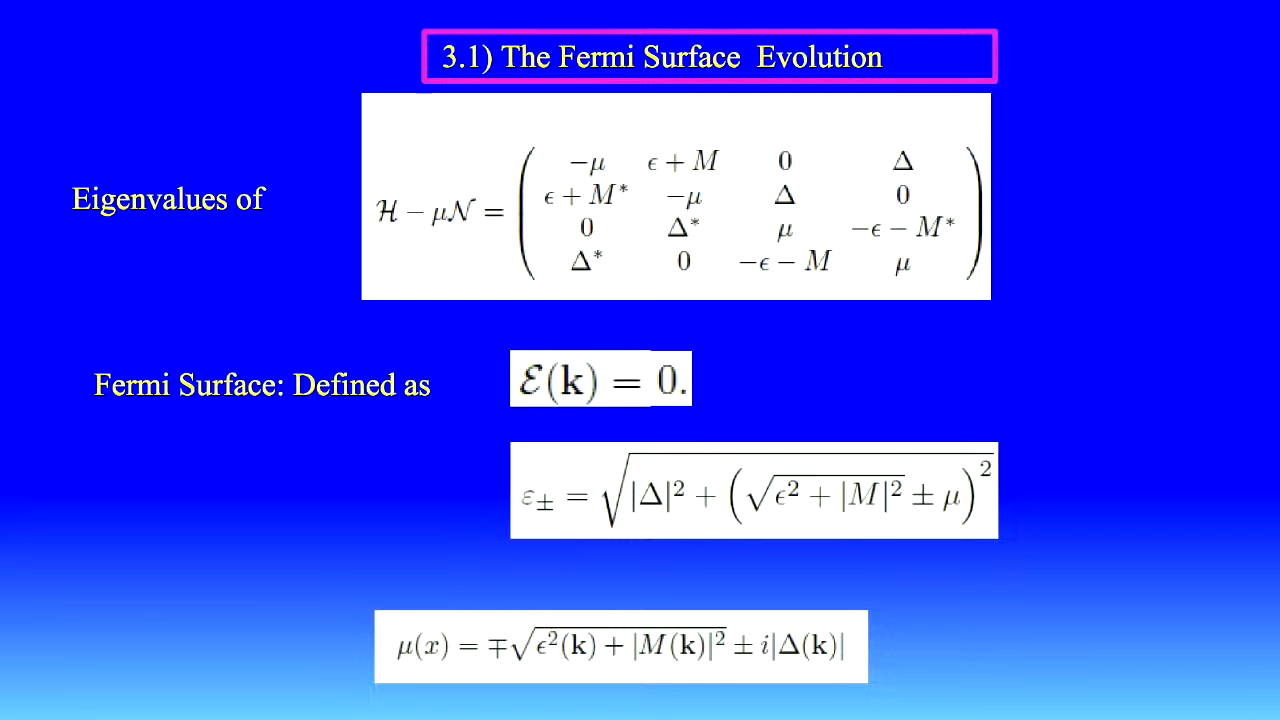 3.1) The Fermi Surface Evolution
Eigenvalues of
ℋ − μ𝒩 =
−μ ϵ + M 0 Δ
ϵ + M* −μ Δ 0
0 Δ* μ −ϵ − M*
Δ* 0 −ϵ − M μ
Fermi Surface: Defined as
ℰ(k) = 0.
ε± = √(|Δ|² + (√(ϵ² + |M|²) ± μ)²)
μ(x) = ∓√(ϵ²(k) + |M(k)|²) ± i|Δ(k)|